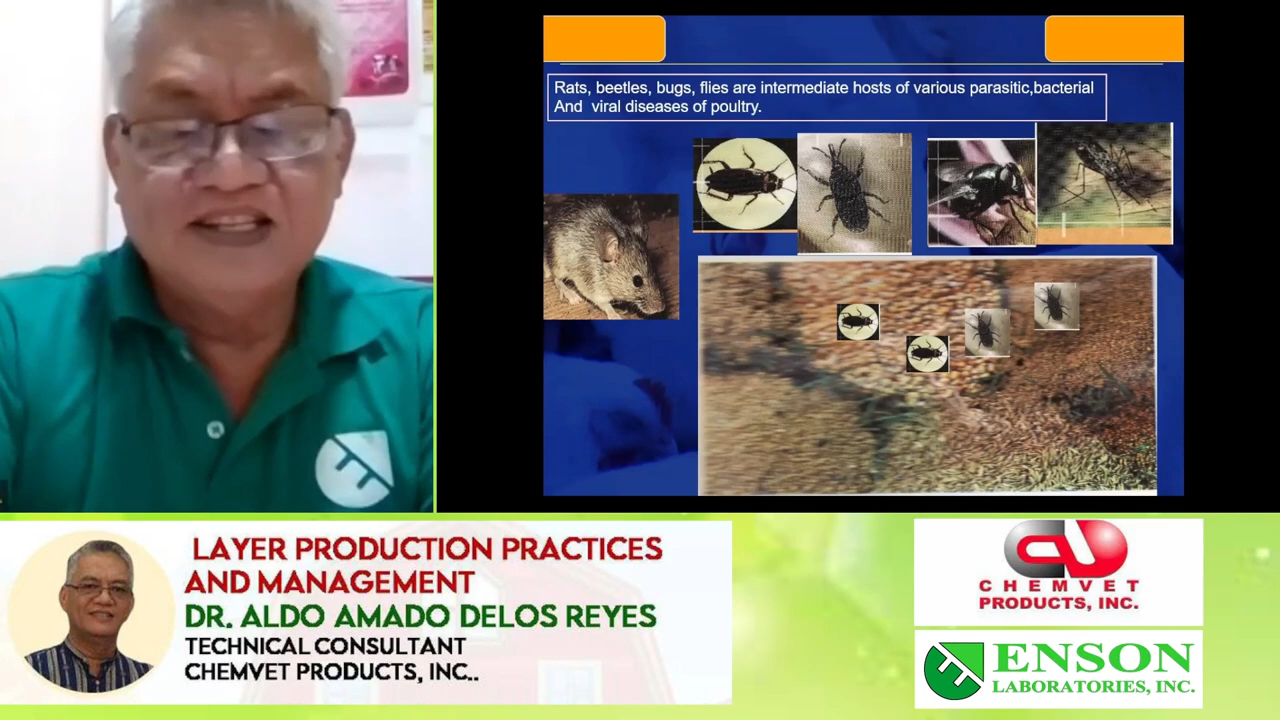 Rats, beetles, bugs, flies are intermediate hosts of various parasitic,bacterial
And viral diseases of poultry.
LAYER PRODUCTION PRACTICES
AND MANAGEMENT
DR. ALDO AMADO DELOS REYES
TECHNICAL CONSULTANT
CHEMVET PRODUCTS, INC..
CHEMVET
PRODUCTS, INC.
ENSON
LABORATORIES, INC.